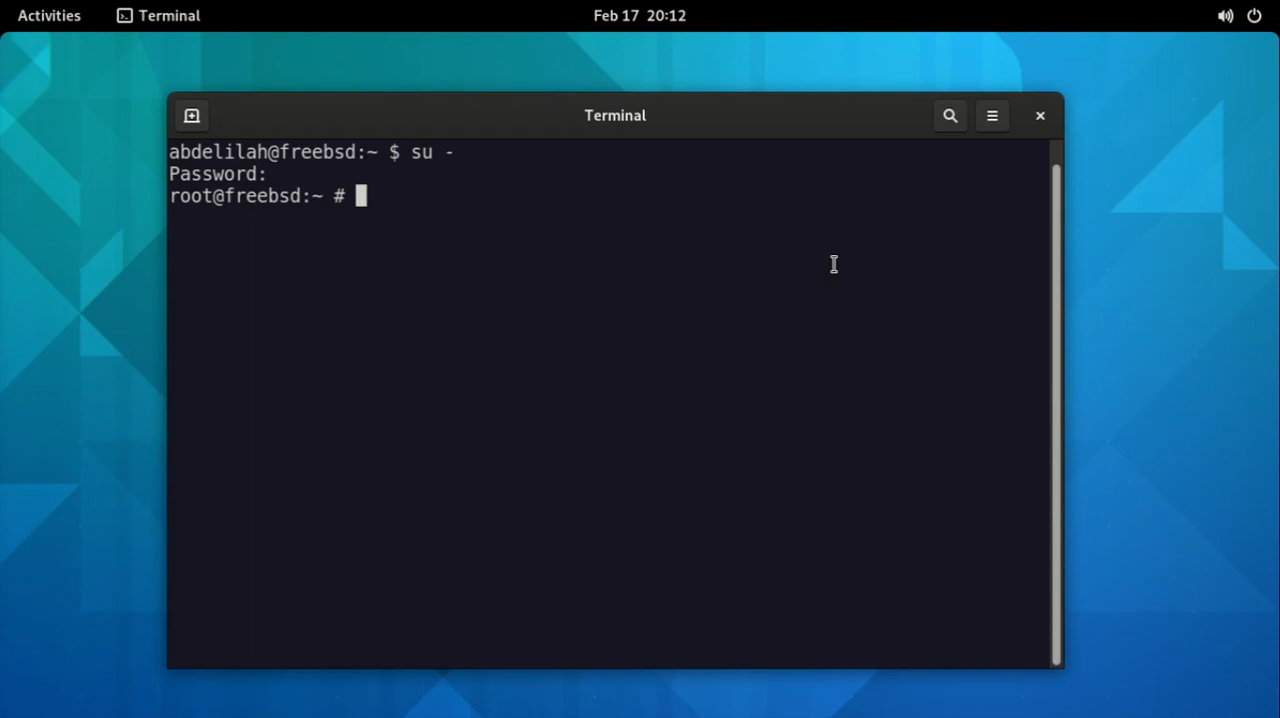 Activities Terminal Feb 17 20:12
Terminal
abdelilah@freebsd:~ $ su -
Password:
root@freebsd:~ #